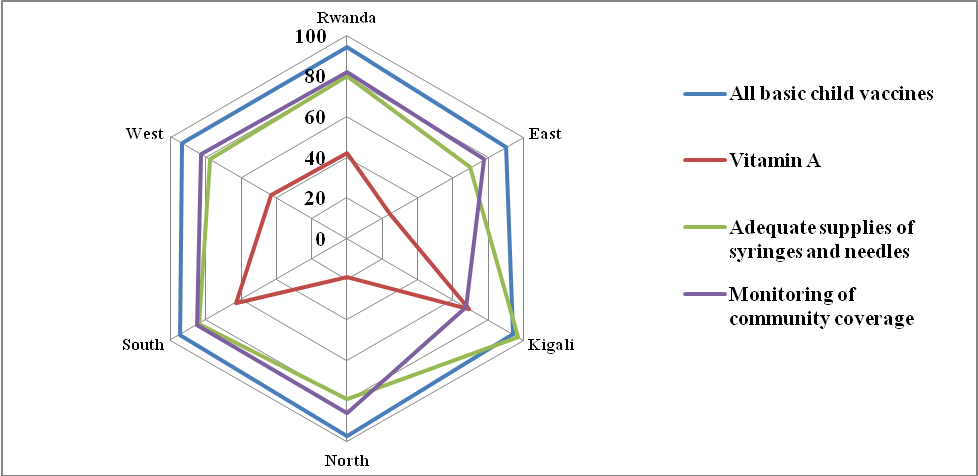 Rwanda
100
80
60
40
20
0
East
Kigali
North
South
West
All basic child vaccines
Vitamin A
Adequate supplies of
syringes and needles
Monitoring of
community coverage